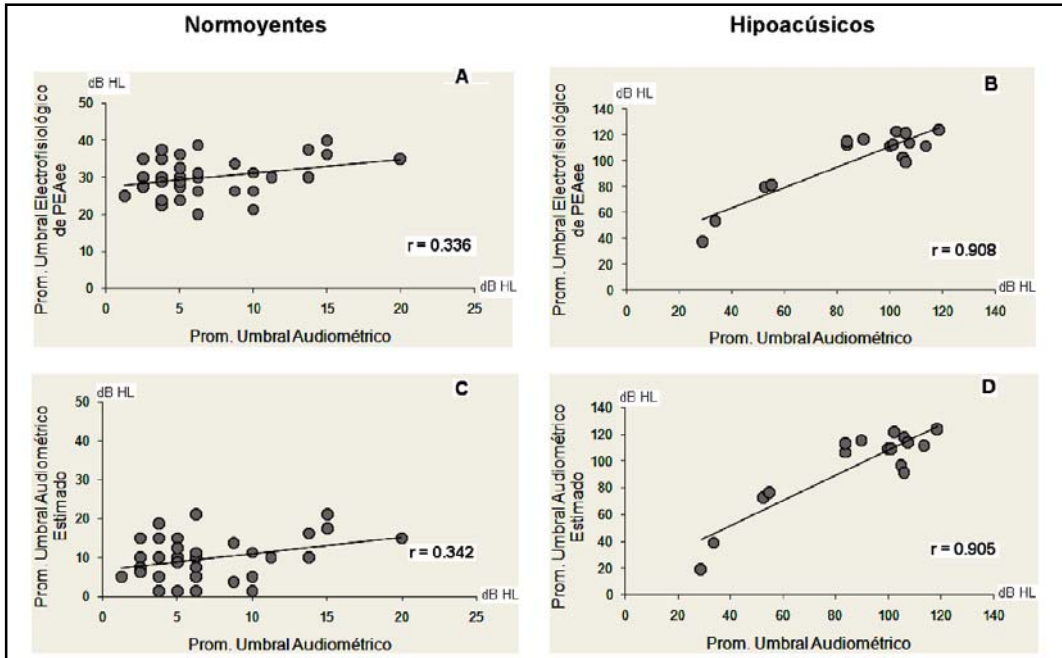 Normoyentes
Hipoacúsicos
dB HL
A
Prom. Umbral Electrofisiológico
de PEAee
50
40
30
20
10
0
r = 0.336
dB HL
0 5 10 15 20 25
Prom. Umbral Audiométrico
dB HL
B
Prom. Umbral Electrofisiológico
de PEAee
140
120
100
80
60
40
20
0
r = 0.908
dB HL
0 20 40 60 80 100 120 140
Prom. Umbral Audiométrico
dB HL
C
Prom. Umbral Audiométrico
Estimado
50
40
30
20
10
0
r = 0.342
dB HL
0 5 10 15 20 25
Prom. Umbral Audiométrico
dB HL
D
Prom. Umbral Audiométrico
Estimado
140
120
100
80
60
40
20
0
r = 0.905
dB HL
0 20 40 60 80 100 120 140
Prom. Umbral Audiométrico